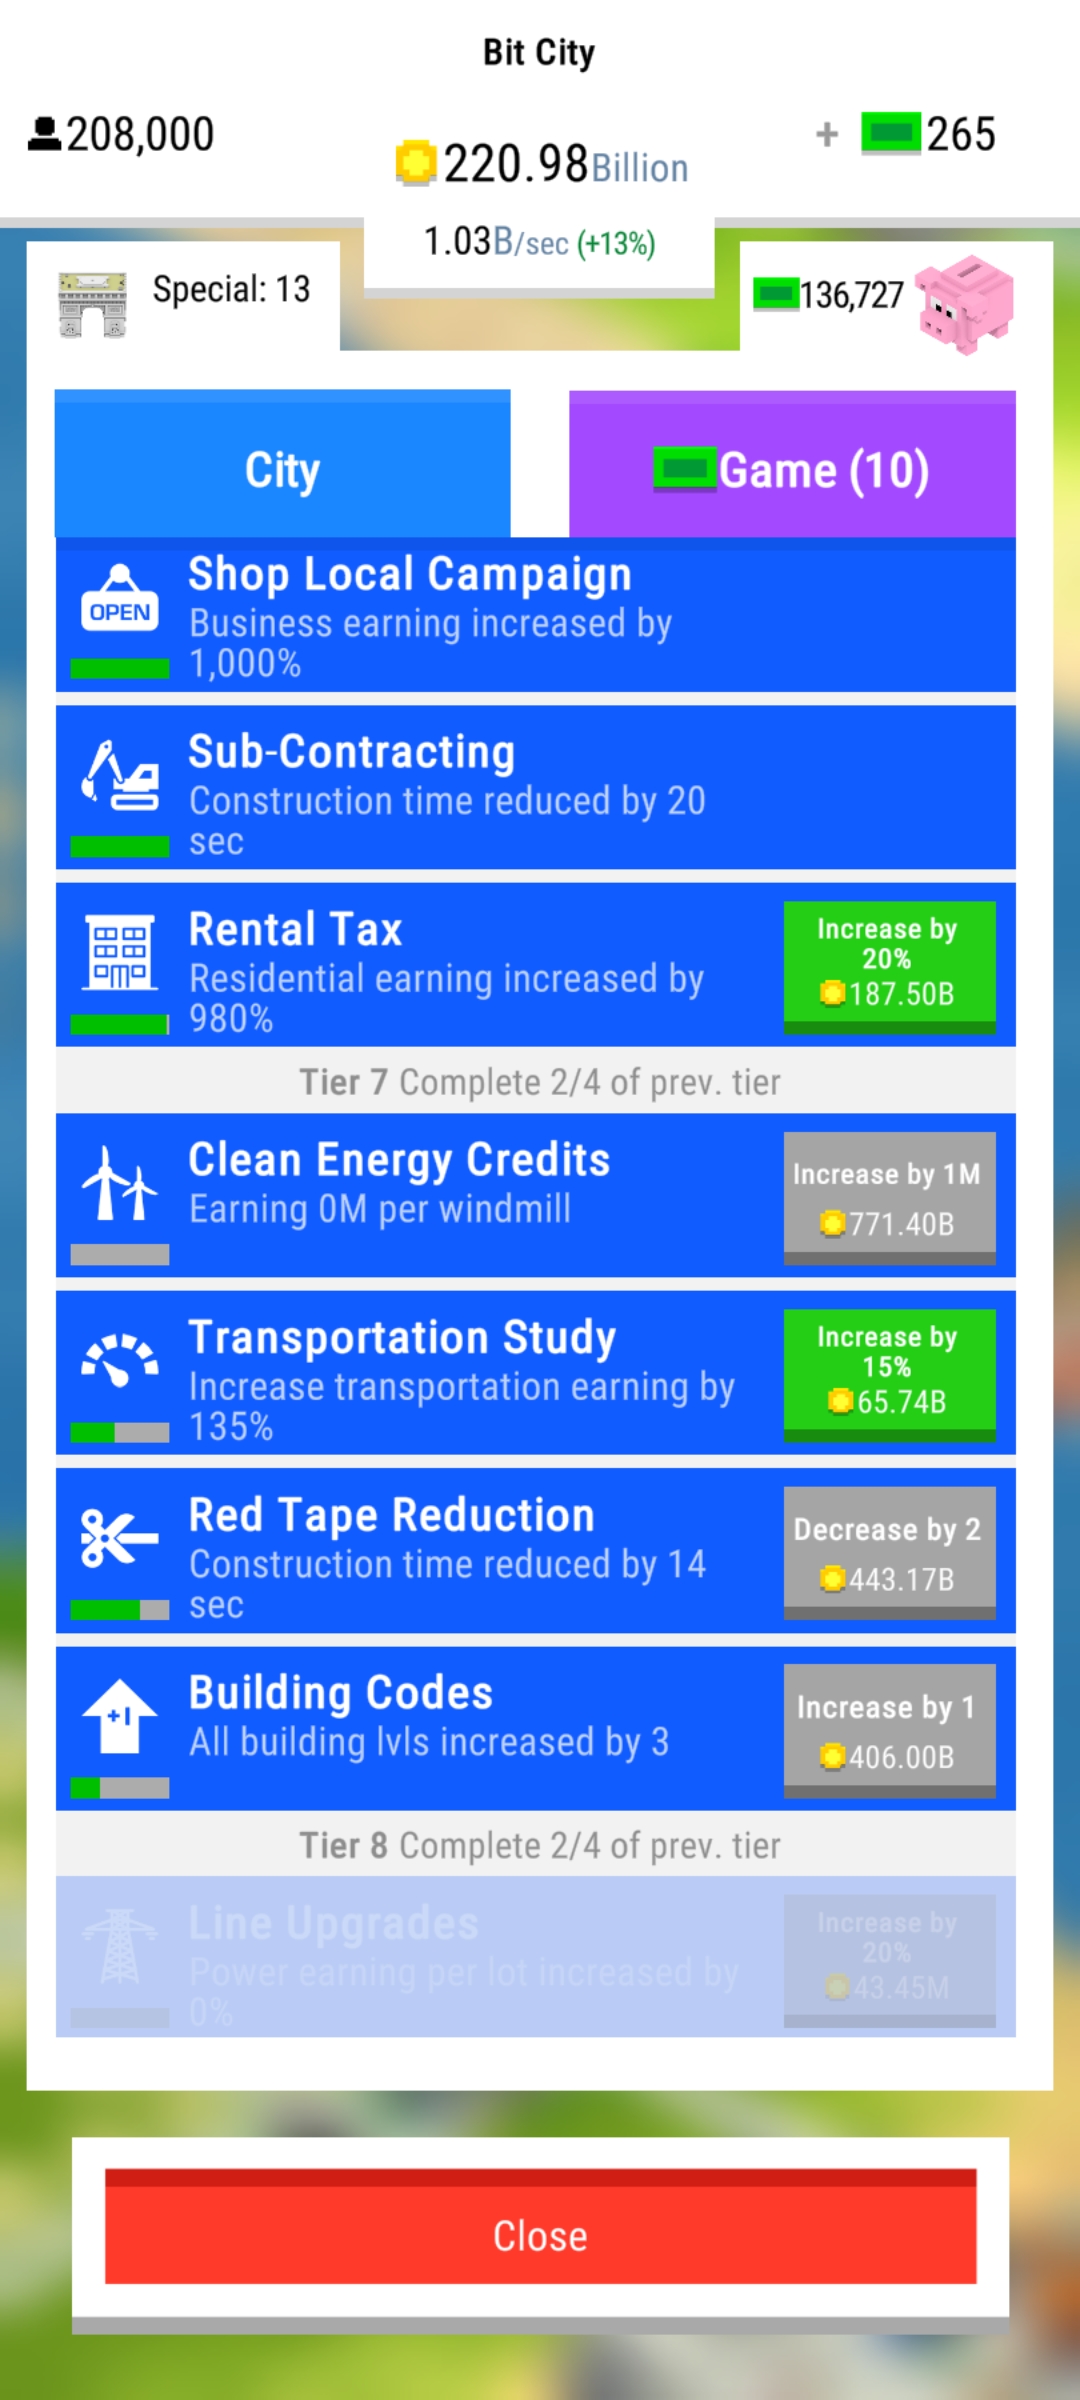 Bit City
208,000
220.98Billion
+ 265
1.03B/sec (+13%)
Special: 13
136,727
City
Game (10)
OPEN
Shop Local Campaign
Business earning increased by
1,000%
Sub-Contracting
Construction time reduced by 20
sec
Rental Tax
Residential earning increased by
980%
Increase by
20%
187.50B
Tier 7 Complete 2/4 of prev. tier
Clean Energy Credits
Earning 0M per windmill
Increase by 1M
771.40B
Transportation Study
Increase transportation earning by
135%
Increase by
15%
65.74B
Red Tape Reduction
Construction time reduced by 14
sec
Decrease by 2
443.17B
+1
Building Codes
All building lvls increased by 3
Increase by 1
406.00B
Tier 8 Complete 2/4 of prev. tier
Line Upgrades
Power earning per lot increased by
0%
Increase by
20%
43.45M
Close